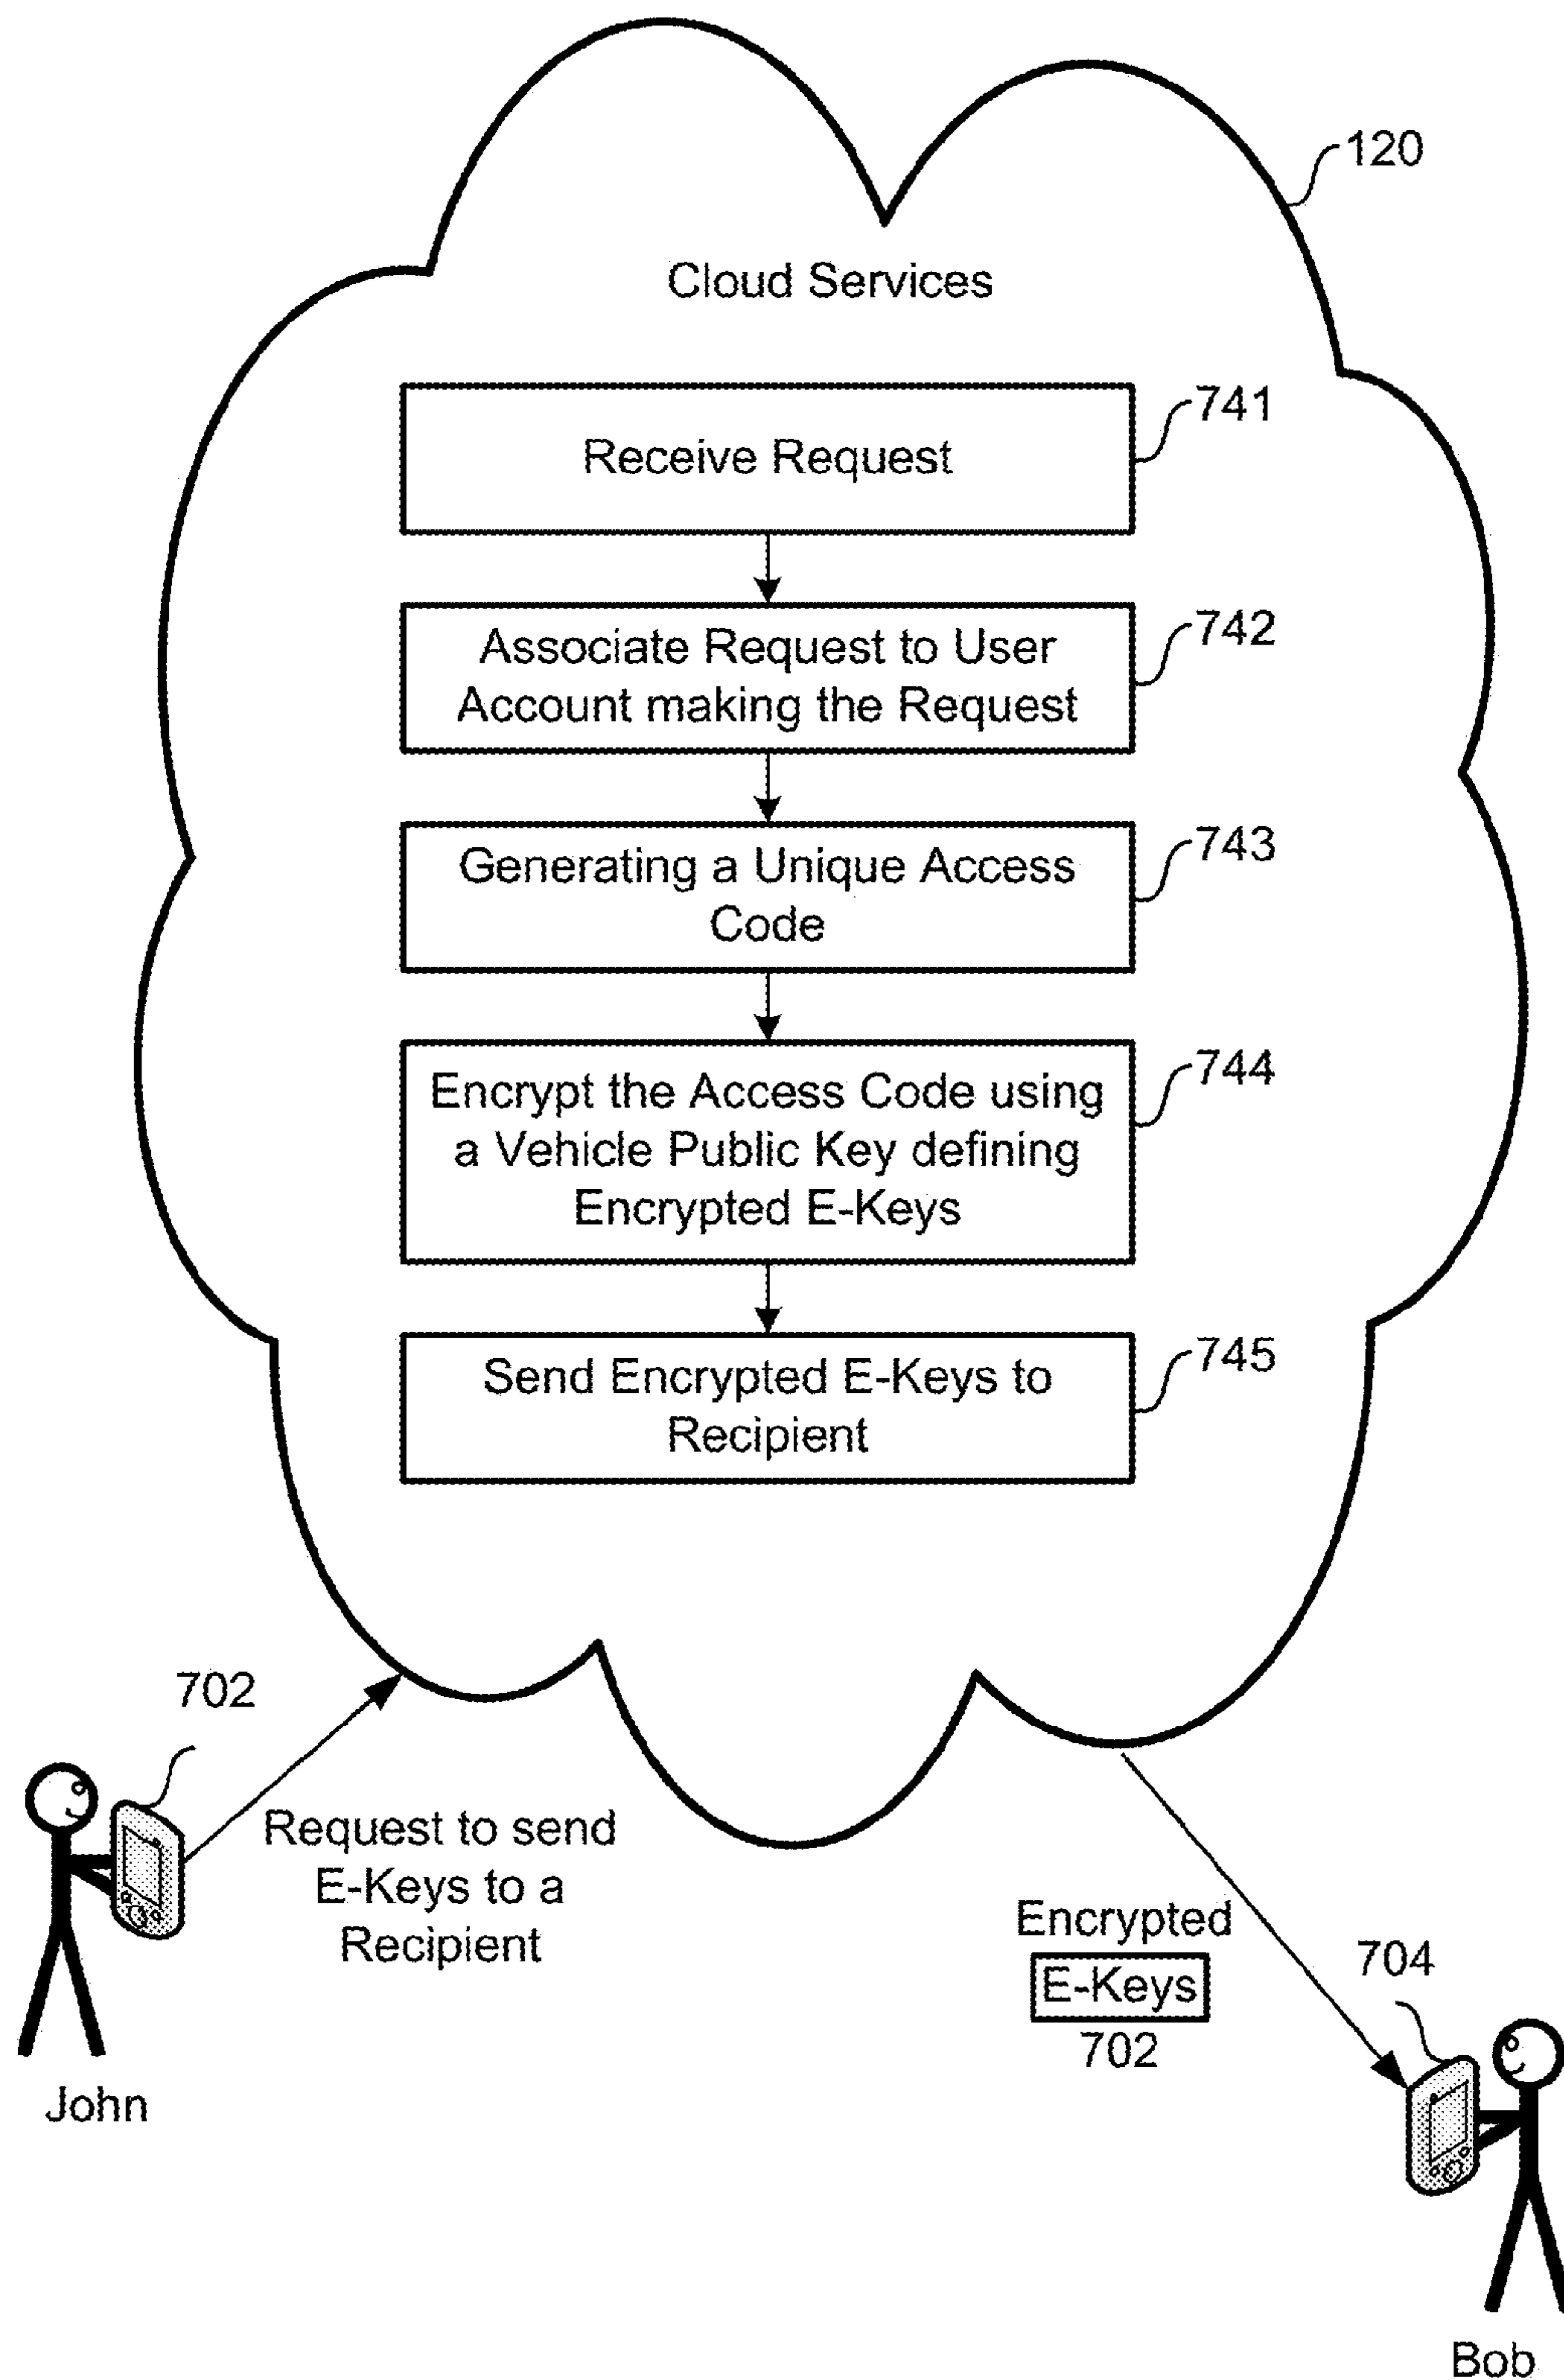 120
Cloud Services
741
Receive Request
742
Associate Request to User
Account making the Request
743
Generating a Unique Access
Code
744
Encrypt the Access Code using
a Vehicle Public Key defining
Encrypted E-Keys
745
Send Encrypted E-Keys to
Recipient
702
Request to send
E-Keys to a
Recipient
John
Encrypted
E-Keys
702
704
Bob